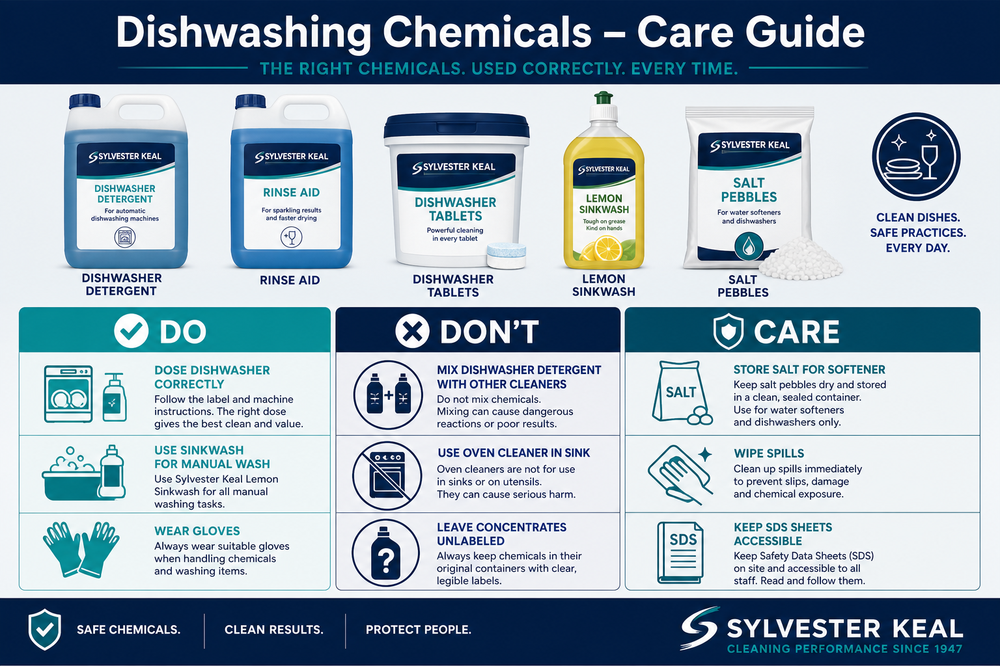 Dishwashing Chemicals – Care Guide
THE RIGHT CHEMICALS. USED CORRECTLY. EVERY TIME.
SYLVESTER KEAL
DISHWASHER
DETERGENT
For automatic
dishwashing machines
DISHWASHER
DETERGENT
SYLVESTER KEAL
RINSE AID
For sparkling results
and faster drying
RINSE AID
SYLVESTER KEAL
DISHWASHER
TABLETS
Powerful cleaning
in every tablet
DISHWASHER
TABLETS
SYLVESTER KEAL
LEMON
SINKWASH
Tough on grease
Kind on hands
LEMON
SINKWASH
SYLVESTER KEAL
SALT
PEBBLES
For water softeners
and dishwashers
SALT
PEBBLES
CLEAN DISHES.
SAFE PRACTICES.
EVERY DAY.
DO
DOSE DISHWASHER
CORRECTLY
Follow the label and machine
instructions. The right dose
gives the best clean and value.
USE SINKWASH
FOR MANUAL WASH
Use Sylvester Keal Lemon
Sinkwash for all manual
washing tasks.
WEAR GLOVES
Always wear suitable gloves
when handling chemicals
and washing items.
DON'T
MIX DISHWASHER DETERGENT
WITH OTHER CLEANERS
Do not mix chemicals.
Mixing can cause dangerous
reactions or poor results.
USE OVEN CLEANER IN SINK
Oven cleaners are not for use
in sinks or on utensils.
They can cause serious harm.
?
LEAVE CONCENTRATES
UNLABELED
Always keep chemicals in their
original containers with clear,
legible labels.
CARE
SALT
STORE SALT FOR SOFTENER
Keep salt pebbles dry and stored
in a clean, sealed container.
Use for water softeners
and dishwashers only.
WIPE SPILLS
Clean up spills immediately
to prevent slips, damage
and chemical exposure.
SDS
KEEP SDS SHEETS
ACCESSIBLE
Keep Safety Data Sheets (SDS)
on site and accessible to all
staff. Read and follow them.
SAFE CHEMICALS.
CLEAN RESULTS.
PROTECT PEOPLE.
SYLVESTER KEAL
CLEANING PERFORMANCE SINCE 1947